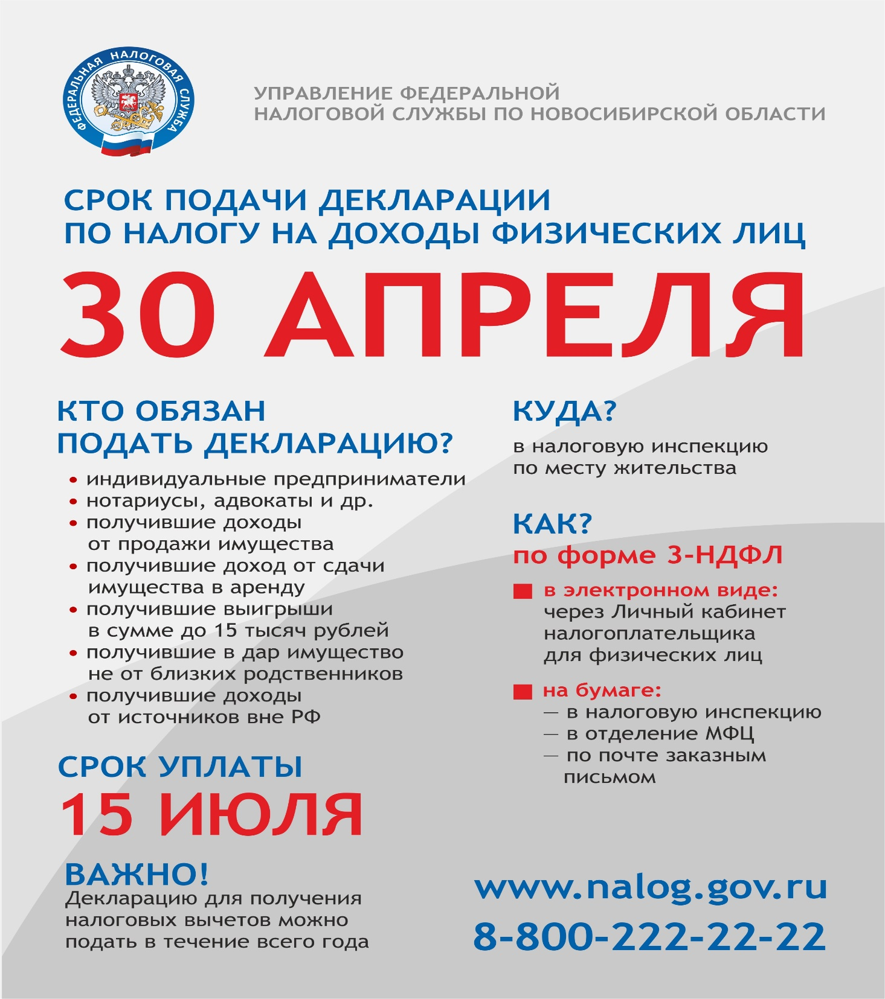 ФЕДЕРАЛЬНАЯ НАЛОГОВАЯ СЛУЖБА
УПРАВЛЕНИЕ ФЕДЕРАЛЬНОЙ
НАЛОГОВОЙ СЛУЖБЫ ПО НОВОСИБИРСКОЙ ОБЛАСТИ
СРОК ПОДАЧИ ДЕКЛАРАЦИИ
ПО НАЛОГУ НА ДОХОДЫ ФИЗИЧЕСКИХ ЛИЦ
30 АПРЕЛЯ
КТО ОБЯЗАН
ПОДАТЬ ДЕКЛАРАЦИЮ?
• индивидуальные предприниматели
• нотариусы, адвокаты и др.
• получившие доходы
от продажи имущества
• получившие доход от сдачи
имущества в аренду
• получившие выигрыши
в сумме до 15 тысяч рублей
• получившие в дар имущество
не от близких родственников
• получившие доходы
от источников вне РФ
СРОК УПЛАТЫ
15 ИЮЛЯ
ВАЖНО!
Декларацию для получения
налоговых вычетов можно
подать в течение всего года
КУДА?
в налоговую инспекцию
по месту жительства
КАК?
по форме 3-НДФЛ
в электронном виде:
через Личный кабинет
налогоплательщика
для физических лиц
на бумаге:
— в налоговую инспекцию
— в отделение МФЦ
— по почте заказным
письмом
www.nalog.gov.ru
8-800-222-22-22